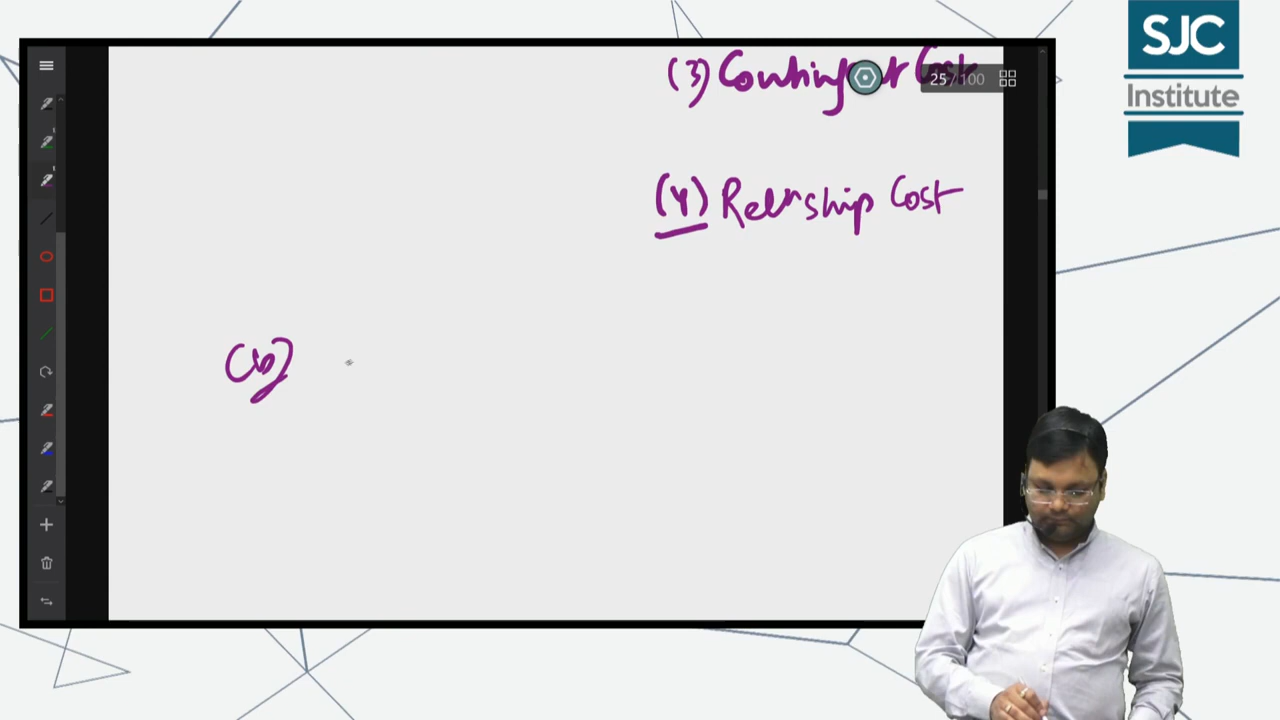 SJC
Institute
(3) Contingent Cost
25/100
(4) Relnship Cost
(b)